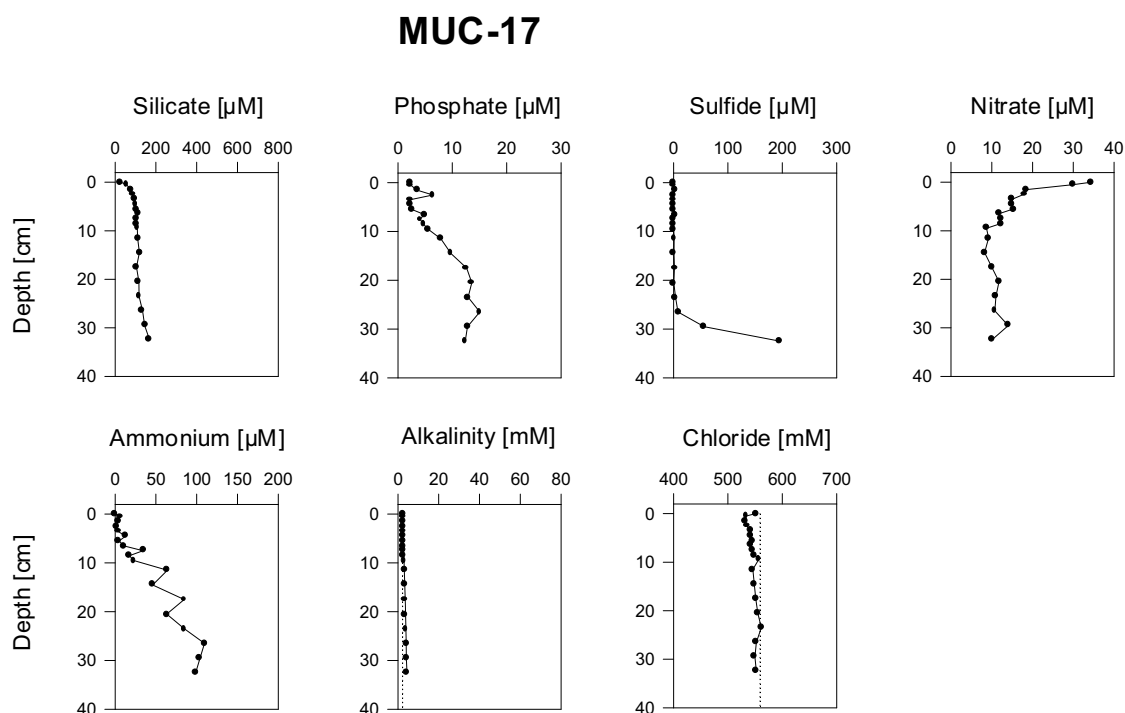 MUC-17
Silicate [µM] Phosphate [µM] Sulfide [µM] Nitrate [µM]
0 200 400 600 800 0 10 20 30 0 100 200 300 0 10 20 30 40
0 0 0 0
10 10 10 10
20 20 20 20
30 30 30 30
40 40 40 40
Depth [cm]
Ammonium [µM] Alkalinity [mM] Chloride [mM]
0 50 100 150 200 0 20 40 60 80 400 500 600 700
0 0 0
10 10 10
20 20 20
30 30 30
40 40 40
Depth [cm]